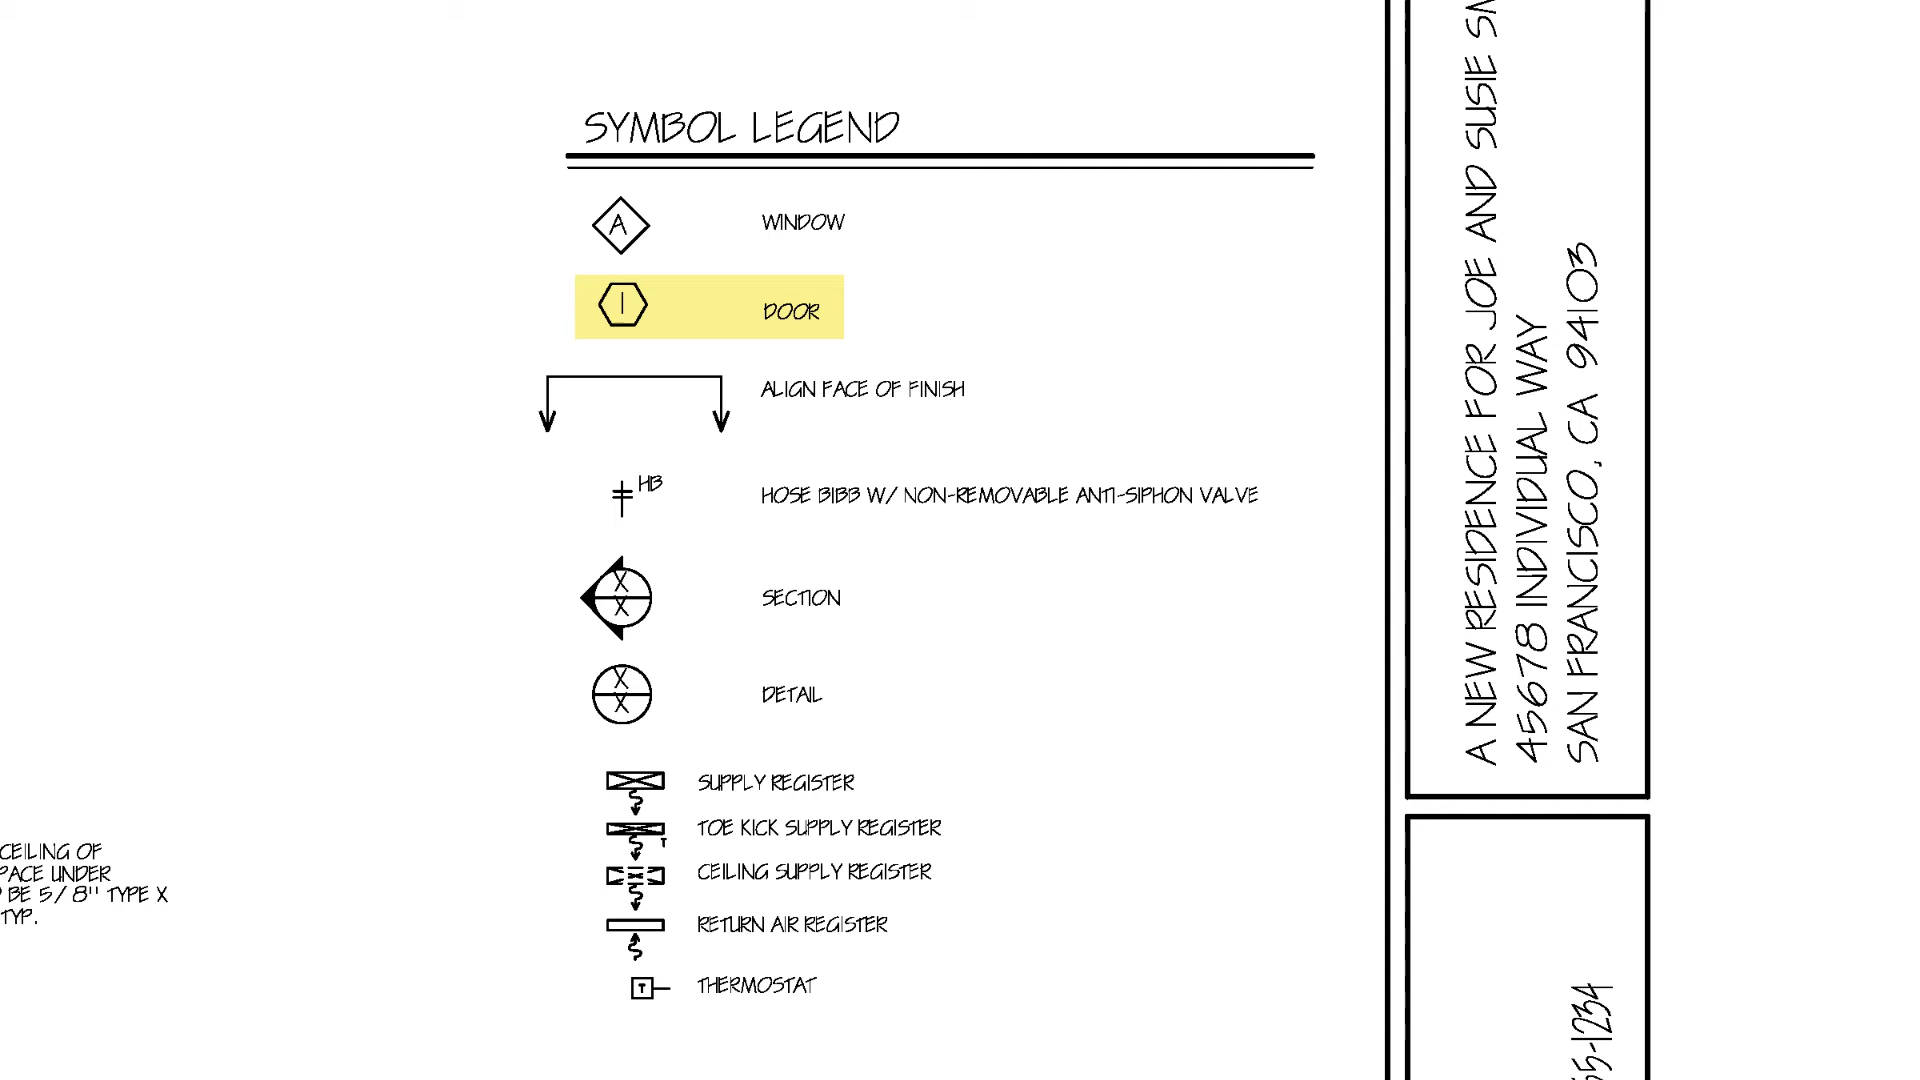 SYMBOL LEGEND
A WINDOW
1 DOOR
ALIGN FACE OF FINISH
HB HOSE BIBB W/ NON-REMOVABLE ANTI-SIPHON VALVE
X
X
SECTION
X
X
DETAIL
SUPPLY REGISTER
T TOE KICK SUPPLY REGISTER
CEILING SUPPLY REGISTER
RETURN AIR REGISTER
T THERMOSTAT
CEILING OF
UNDER
BE 5/8" TYPE X
TYP.
A NEW RESIDENCE FOR JOE AND SUSIE
45678 INDIVIDUAL WAY
SAN FRANCISCO, CA 94103
55-1234